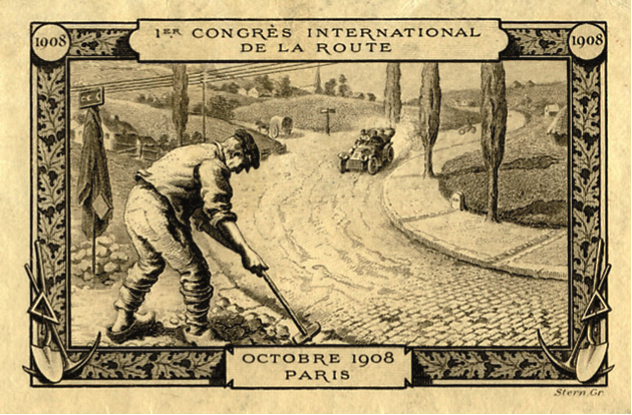 1908
1ER CONGRÈS INTERNATIONAL
DE LA ROUTE
1908
OCTOBRE 1908
PARIS
Stern. Gr.